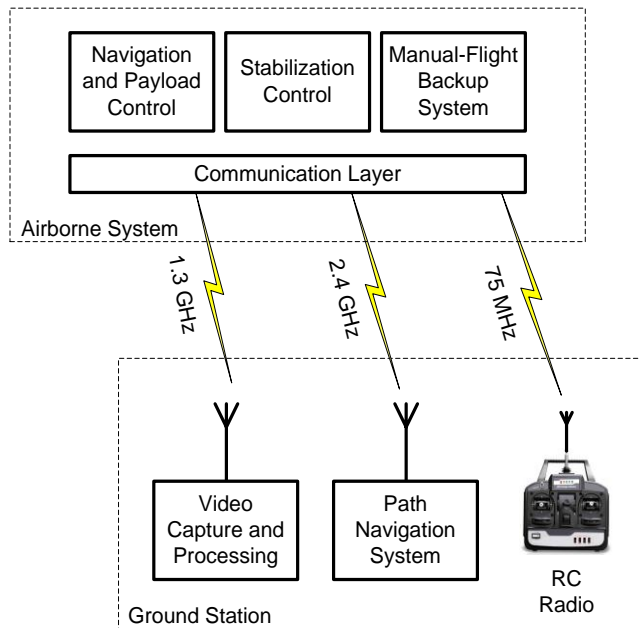 Navigation
and Payload
Control
Stabilization
Control
Manual-Flight
Backup
System
Communication Layer
Airborne System
1.3 GHz
2.4 GHz
75 MHz
Video
Capture and
Processing
Path
Navigation
System
RC
Radio
Ground Station